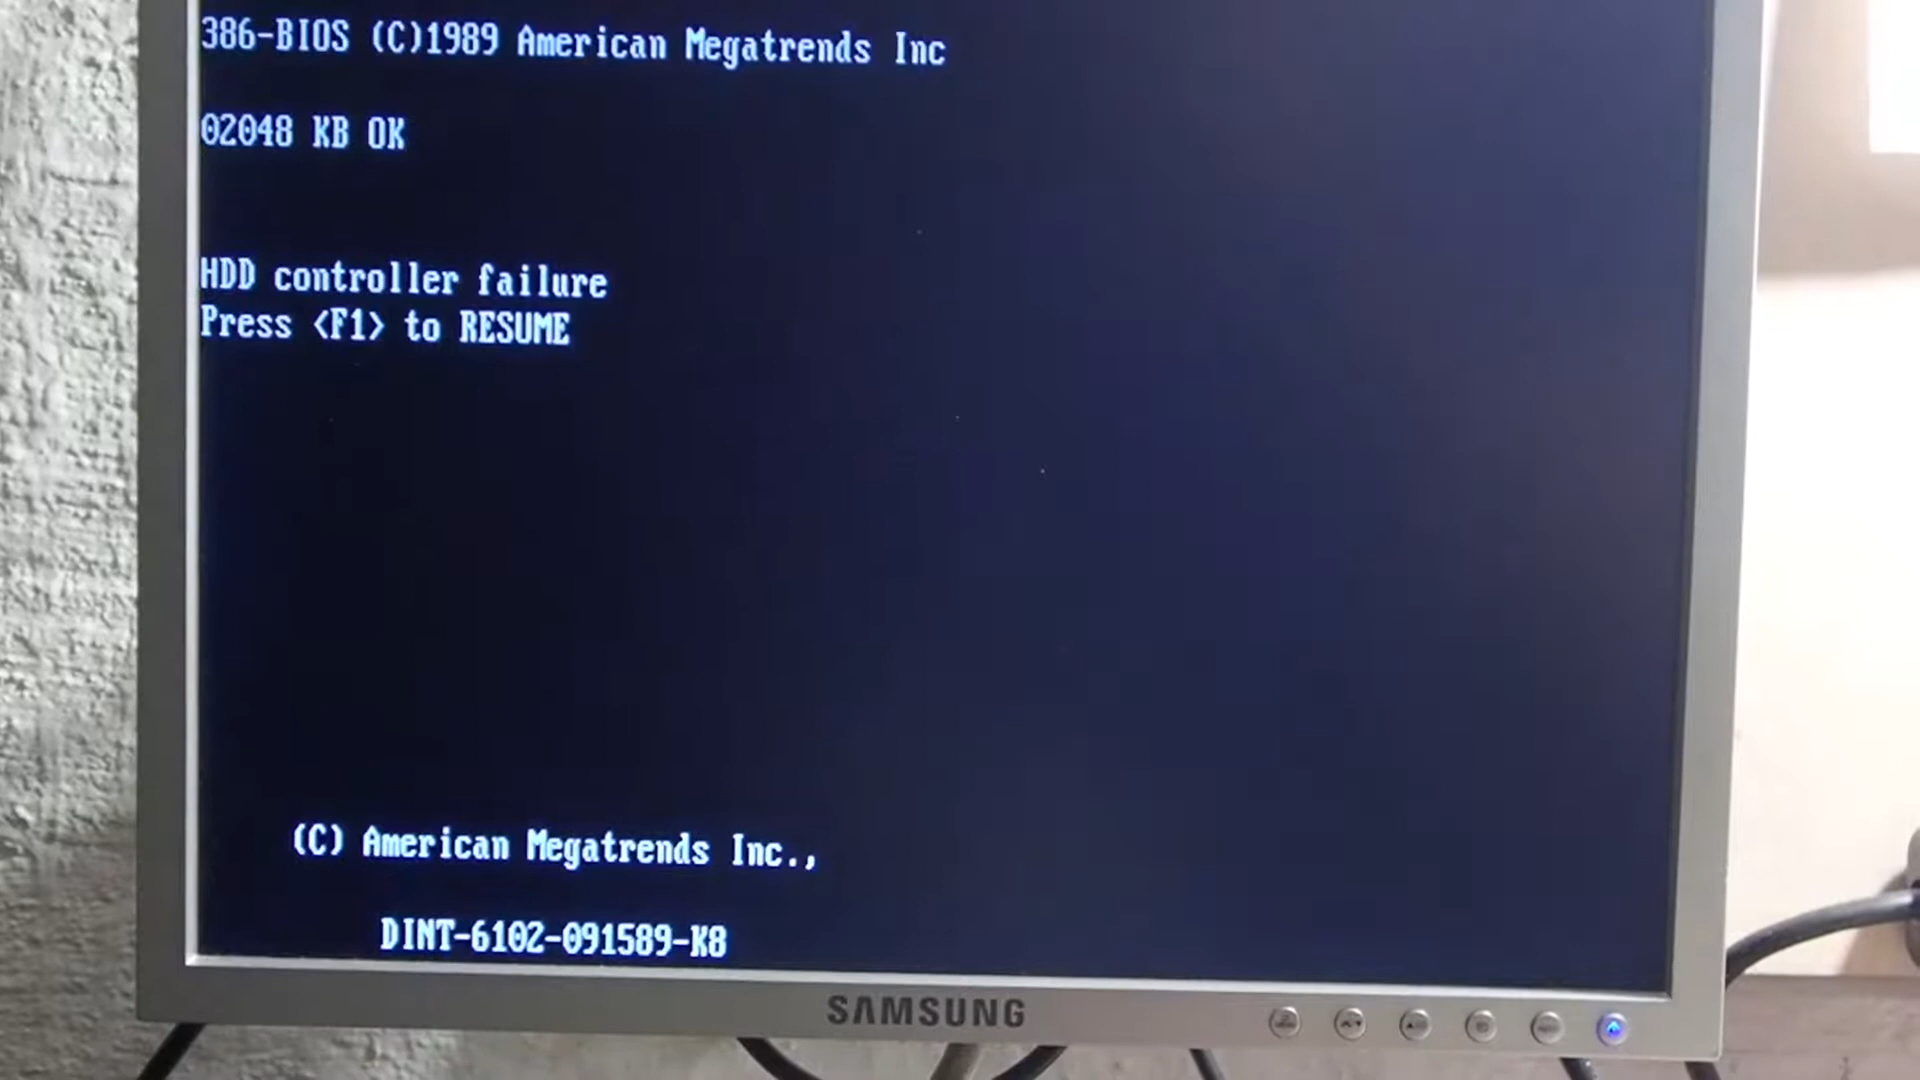 386-BIOS (C)1989 American Megatrends Inc
02048 KB OK
HDD controller failure
Press <F1> to RESUME
(C) American Megatrends Inc.,
DINT-6102-091589-K8
SAMSUNG